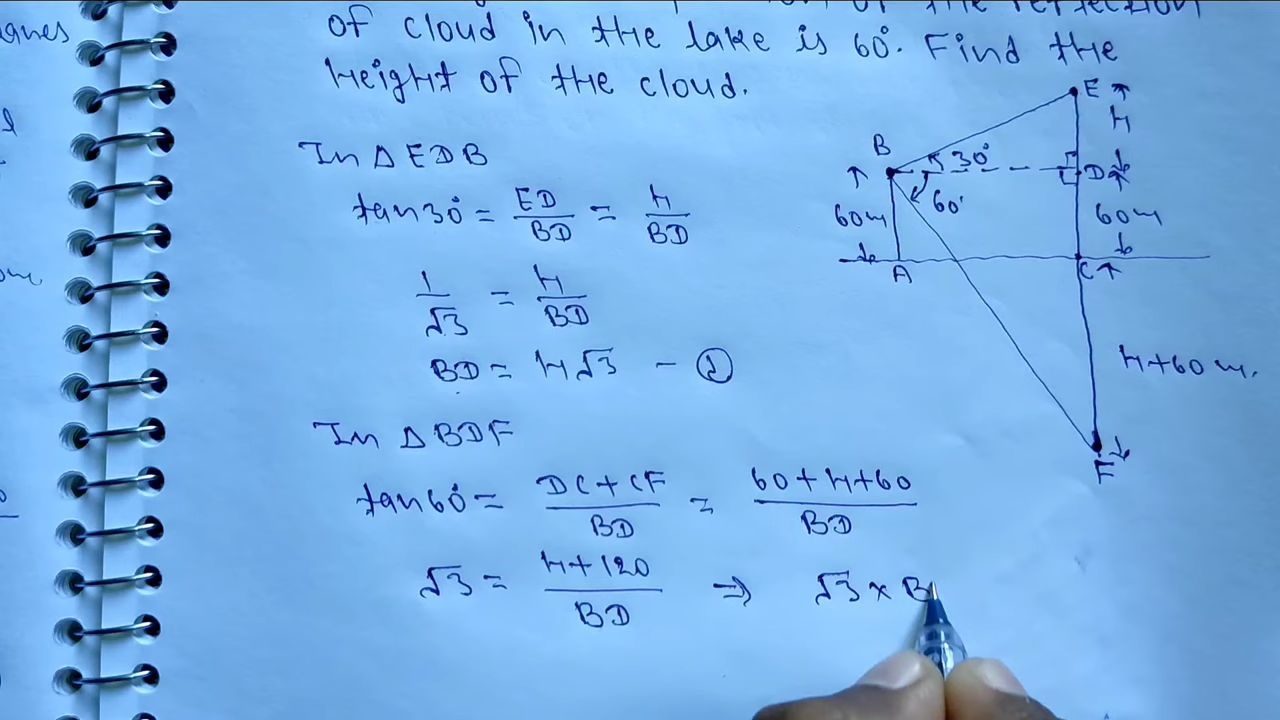 of cloud in the lake is 60°. Find the
Height of the cloud.
In Δ EDB
tan30° = ED/BD = H/BD
1/√3 = H/BD
BD = H√3 - ①
In Δ BDF
tan60° = DC+CF/BD = 60+H+60/BD
√3 = H+120/BD ⇒ √3 × B
E
H
B
30°
D
60°
60m
60m
A
C
H+60m.
F